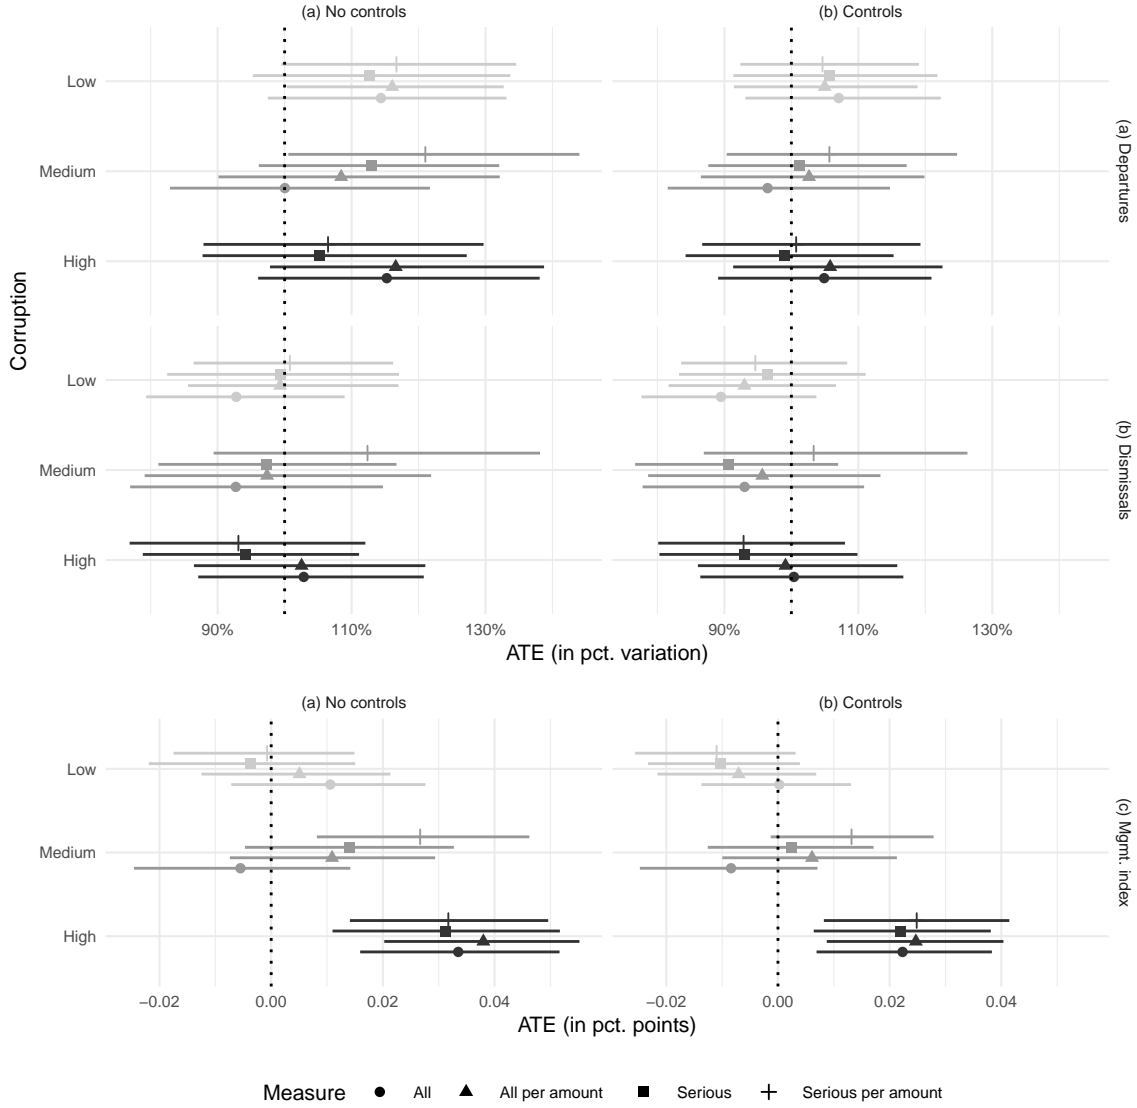 (a) No controls
(b) Controls
Low
Medium
High
(a) Departures
Corruption
Low
Medium
High
(b) Dismissals
90%
110%
130%
90%
110%
130%
ATE (in pct. variation)
(a) No controls
(b) Controls
Low
Medium
High
(c) Mgmt. index
−0.02
0.00
0.02
0.04
−0.02
0.00
0.02
0.04
ATE (in pct. points)
Measure
All
All per amount
Serious
Serious per amount